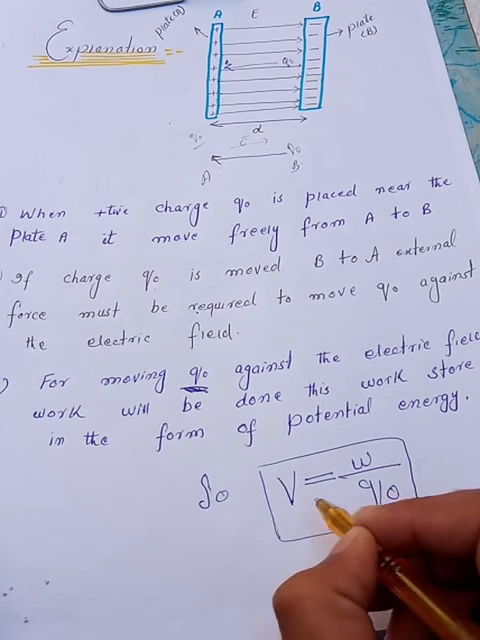 Explanation
plate(A)
A E B
plate (B)
+ + + + + + + + +
q₀
d
q₀ E q₀
A B
① When +tive charge q₀ is placed near the
Plate A it move freely from A to B
) If charge q₀ is moved B to A external
force must be required to move q₀ against
the electric field.
) For moving q₀ against the electric field
work will be done this work store
in the form of potential energy.
So V = w/q₀